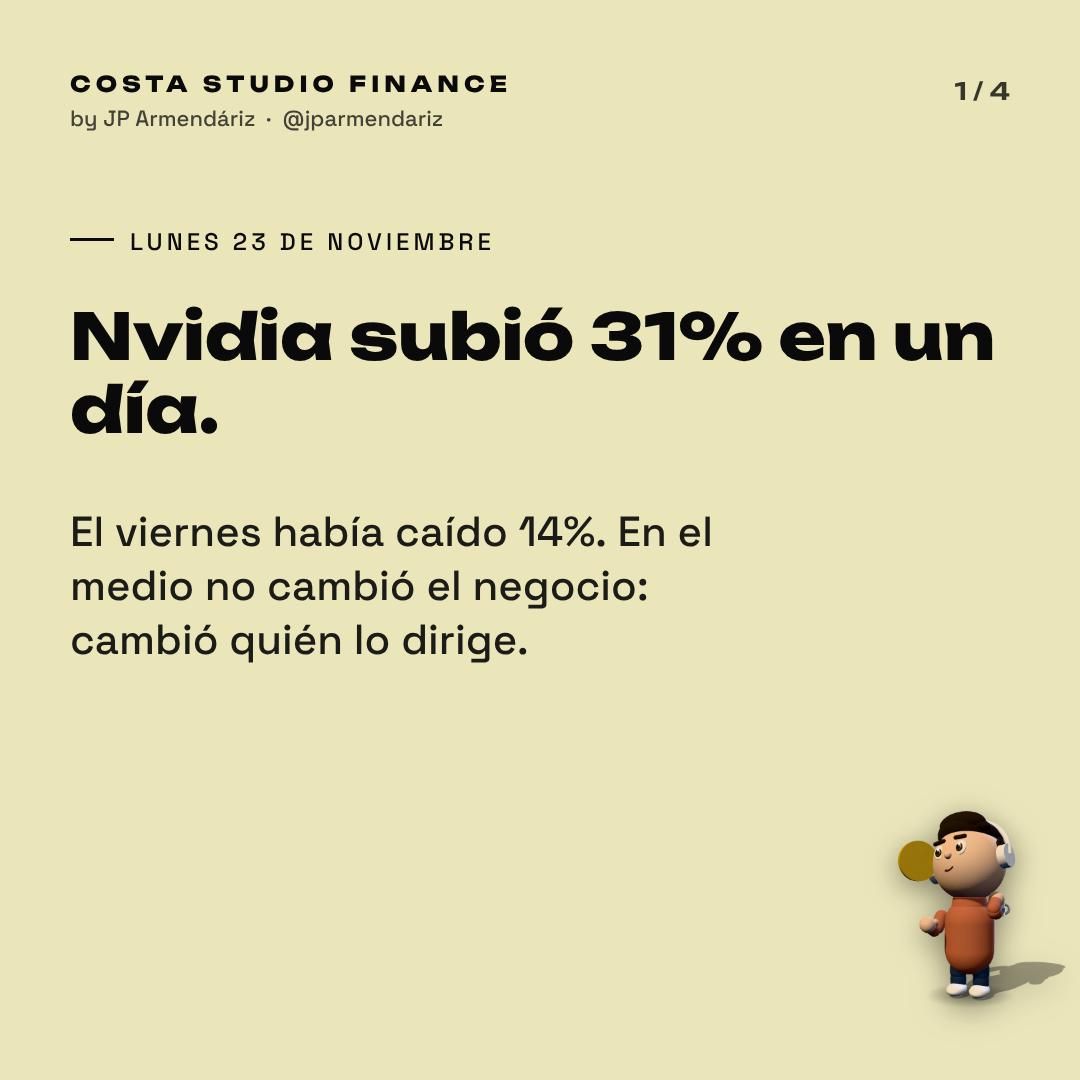 COSTA STUDIO FINANCE
by JP Armendáriz · @jparmendariz
1/4
LUNES 23 DE NOVIEMBRE
Nvidia subió 31% en un
día.
El viernes había caído 14%. En el
medio no cambió el negocio:
cambió quién lo dirige.